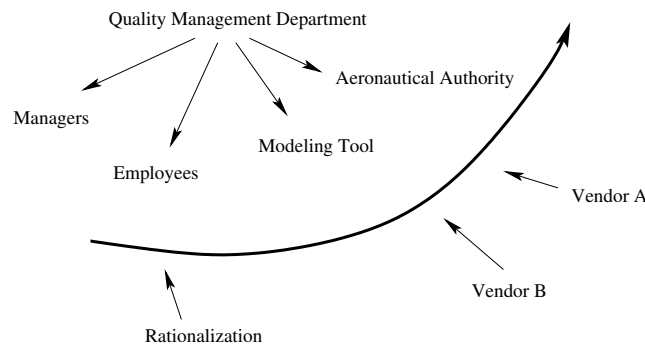 Quality Management Department
Aeronautical Authority
Managers
Modeling Tool
Employees
Vendor A
Vendor B
Rationalization